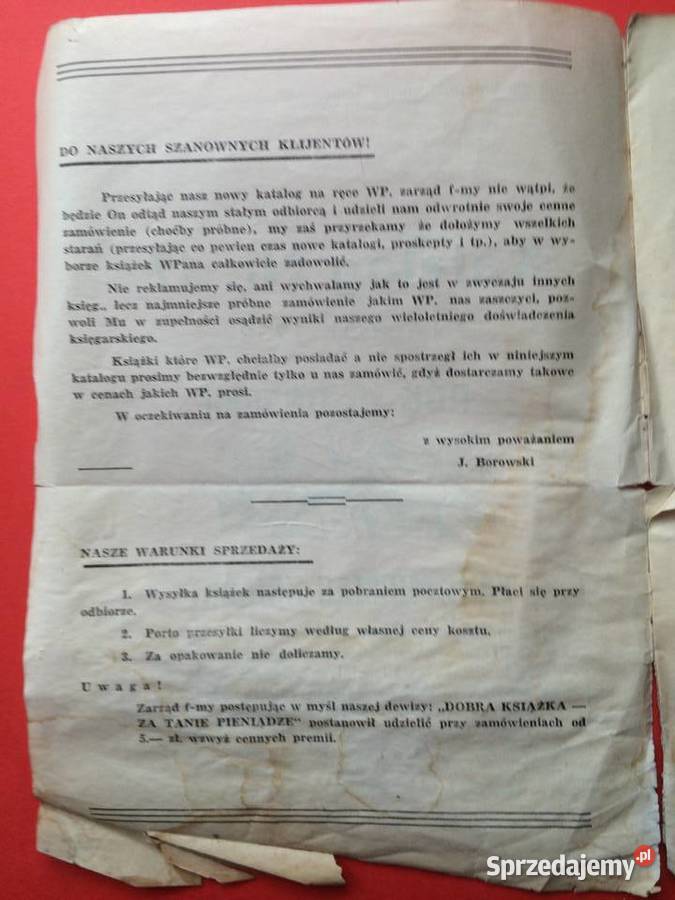 DO NASZYCH SZANOWNYCH KLIJENTÓW!
Przesyłając nasz nowy katalog na ręce WP. zarząd f-my nie wątpi, że
będzie On odtąd naszym stałym odbiorcą i udzieli nam odwrotnie swoje cenne
zamówienie (choćby próbne), my zaś przyrzekamy że dołożymy wszelkich
starań (przesyłając co pewien czas nowe katalogi, proskepty i tp.), aby w wy-
borze książek WPana całkowicie zadowolić.
Nie reklamujemy się, ani wychwalamy jak to jest w zwyczaju innych
księg., lecz najmniejsze próbne zamówienie jakim WP. nas zaszczyci, poz-
woli Mu w zupełności osądzić wyniki naszego wieloletniego doświadczenia
księgarskiego.
Książki które WP. chciałby posiadać a nie spostrzegł ich w niniejszym
katalogu prosimy bezwzględnie tylko u nas zamówić, gdyż dostarczamy takowe
w cenach jakich WP. prosi.
W oczekiwaniu na zamówienia pozostajemy:
z wysokim poważaniem
J. Borowski
NASZE WARUNKI SPRZEDAŻY:
1. Wysyłka książek następuje za pobraniem pocztowym. Płaci się przy
odbiorze.
2. Porto przesyłki liczymy według własnej ceny kosztu.
3. Za opakowanie nie doliczamy.
Uwaga!
Zarząd f-my postępując w myśl naszej dewizy: „DOBRA KSIĄŻKA —
ZA TANIE PIENIĄDZE" postanowił udzielić przy zamówieniach od
5.— zł. wzwyż cennych premii.
Sprzedajemy.pl